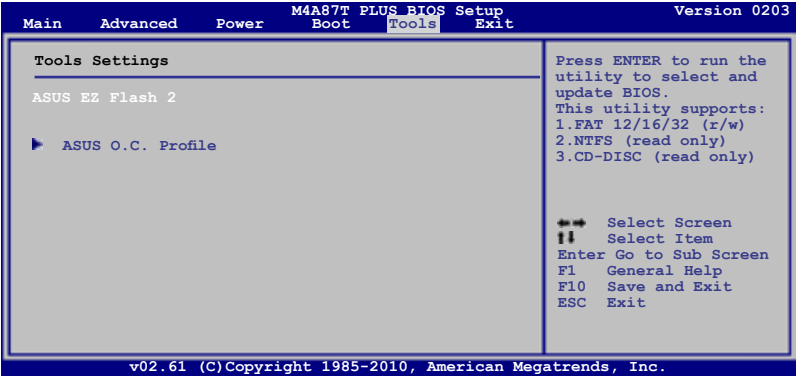 M4A87T PLUS BIOS Setup Version 0203
Main Advanced Power Boot Tools Exit
Tools Settings
ASUS EZ Flash 2
ASUS O.C. Profile
Press ENTER to run the
utility to select and
update BIOS.
This utility supports:
1.FAT 12/16/32 (r/w)
2.NTFS (read only)
3.CD-DISC (read only)
←→ Select Screen
↑↓ Select Item
Enter Go to Sub Screen
F1 General Help
F10 Save and Exit
ESC Exit
v02.61 (C)Copyright 1985-2010, American Megatrends, Inc.